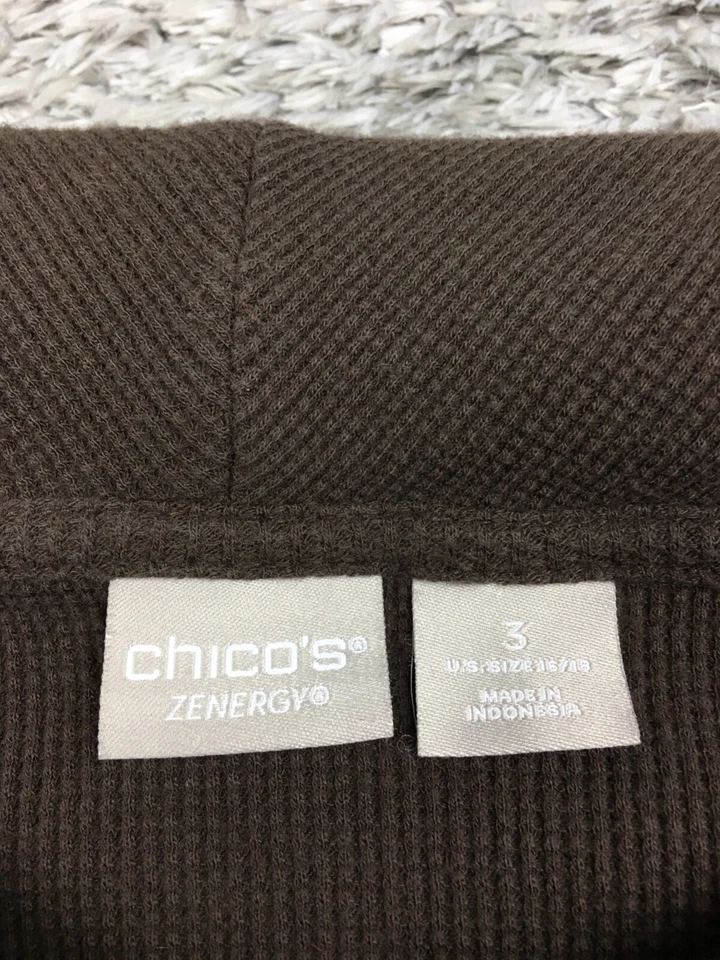 chico's®
ZENERGY®
3
U.S. SIZE 16/18
MADE IN
INDONESIA